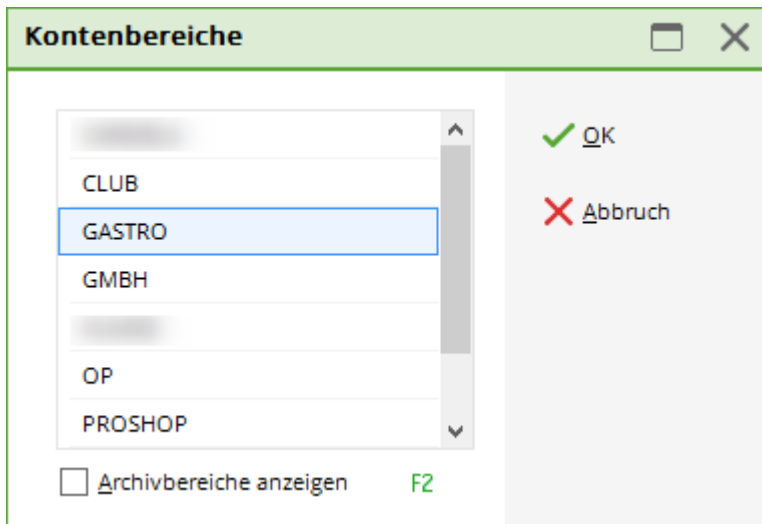 Kontenbereiche
CLUB
GASTRO
GMBH
OP
PROSHOP
Archivbereiche anzeigen F2
OK
Abbruch